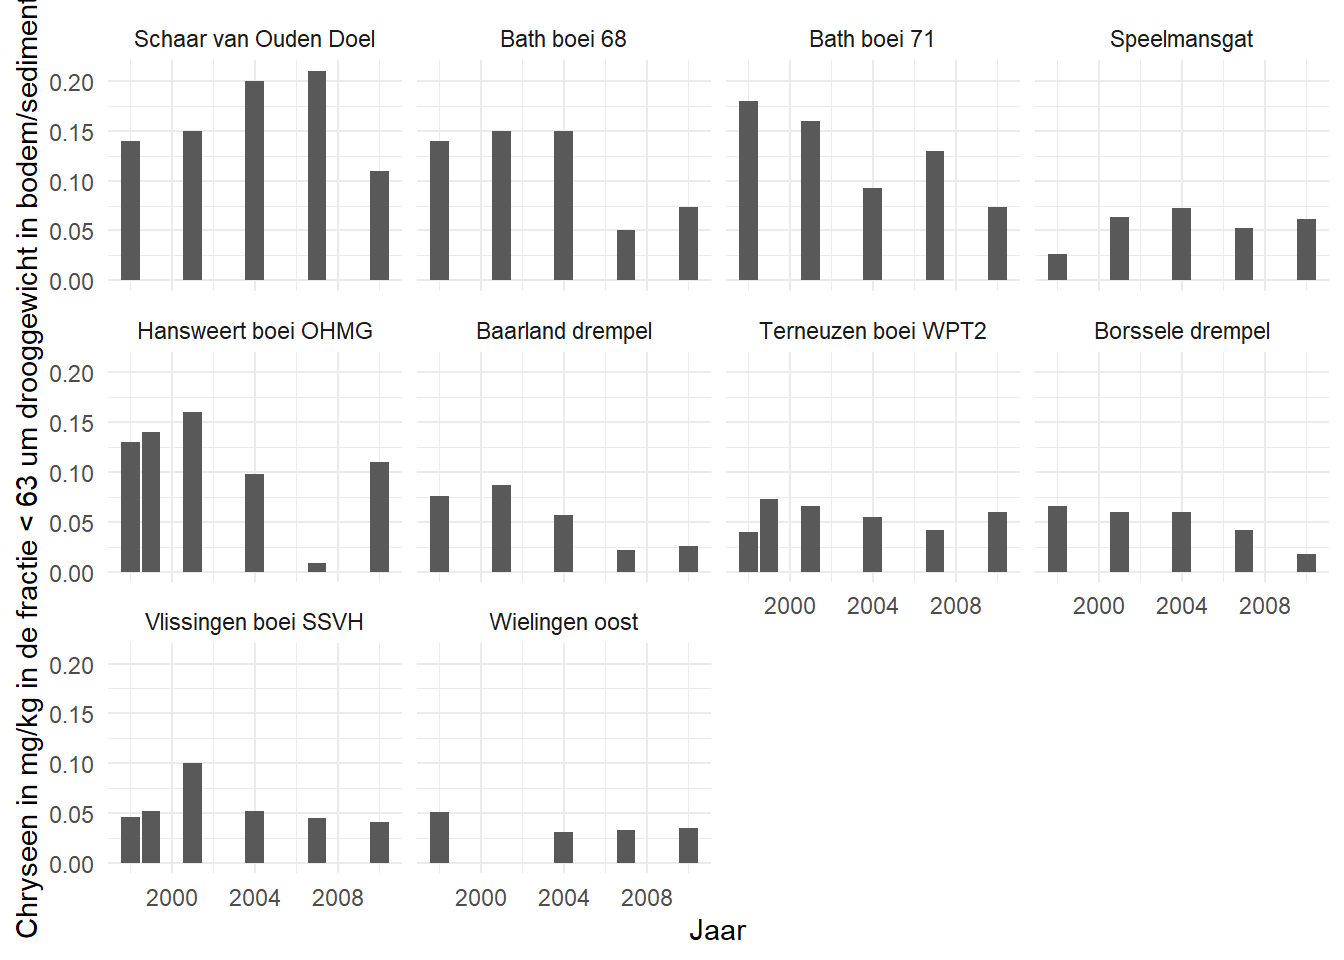 Chryseen in mg/kg in de fractie < 63 um drooggewicht in bodem/sediment
Schaar van Ouden Doel
Bath boei 68
Bath boei 71
Speelmansgat
0.20
0.15
0.10
0.05
0.00
Hansweert boei OHMG
Baarland drempel
Terneuzen boei WPT2
Borssele drempel
0.20
0.15
0.10
0.05
0.00
2000 2004 2008
2000 2004 2008
Vlissingen boei SSVH
Wielingen oost
0.20
0.15
0.10
0.05
0.00
2000 2004 2008
2000 2004 2008
Jaar